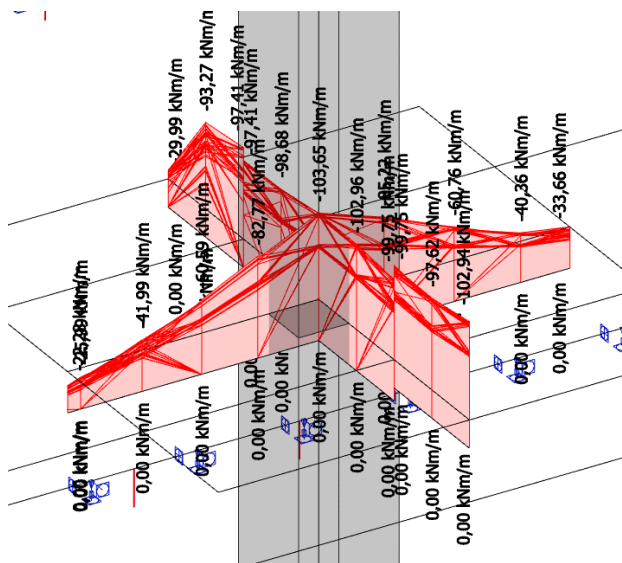 -93,27 kNm/m
-97,41 kNm/m
-97,41 kNm/m
-29,99 kNm/m
-98,68 kNm/m
-103,65 kNm/m
-82,77 kNm/m
-102,96 kNm/m
-60,76 kNm/m
-40,36 kNm/m
-33,66 kNm/m
-99,75 kNm/m
-99,75 kNm/m
-97,62 kNm/m
-102,94 kNm/m
-41,99 kNm/m
0,00 kNm/m
0,00 kNm/m
0,00 kNm/m
0,00 kNm/m
0,00 kNm/m
0,00 kNm/m
0,00 kNm/m
0,00 kNm/m
0,00 kNm/m
0,00 kNm/m
0,00 kNm/m
0,00 kNm/m